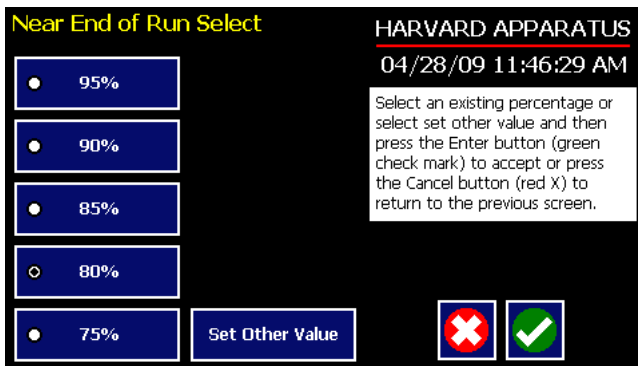 Near End of Run Select
HARVARD APPARATUS
04/28/09 11:46:29 AM
95%
90%
85%
80%
75%
Set Other Value
Select an existing percentage or
select set other value and then
press the Enter button (green
check mark) to accept or press
the Cancel button (red X) to
return to the previous screen.